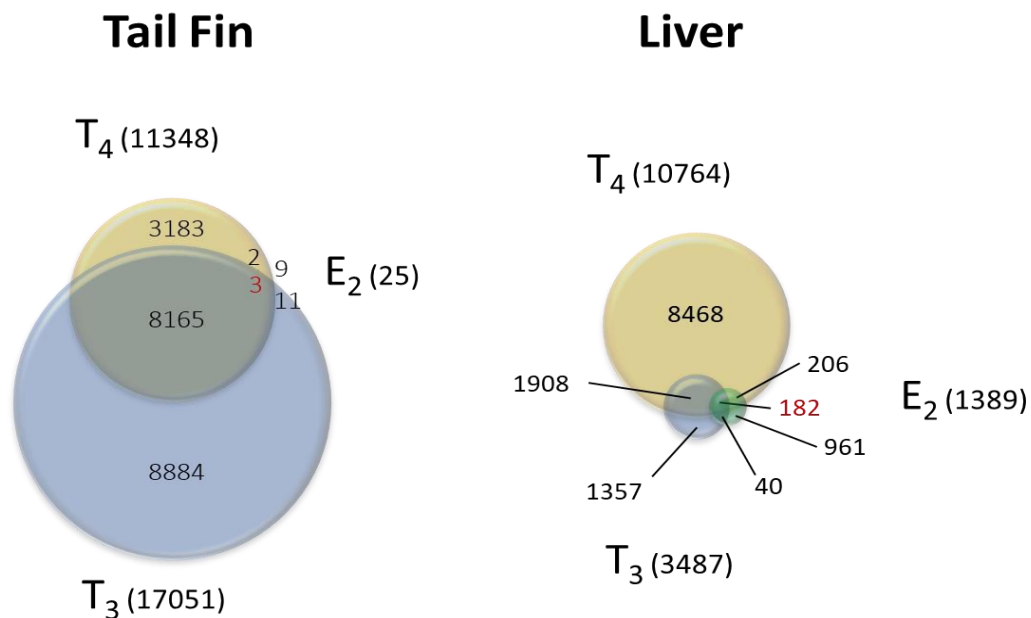 Tail Fin
T4 (11348)
3183
2
9
3
11
E2 (25)
8165
8884
T3 (17051)
Liver
T4 (10764)
8468
1908
206
182
E2 (1389)
961
40
1357
T3 (3487)